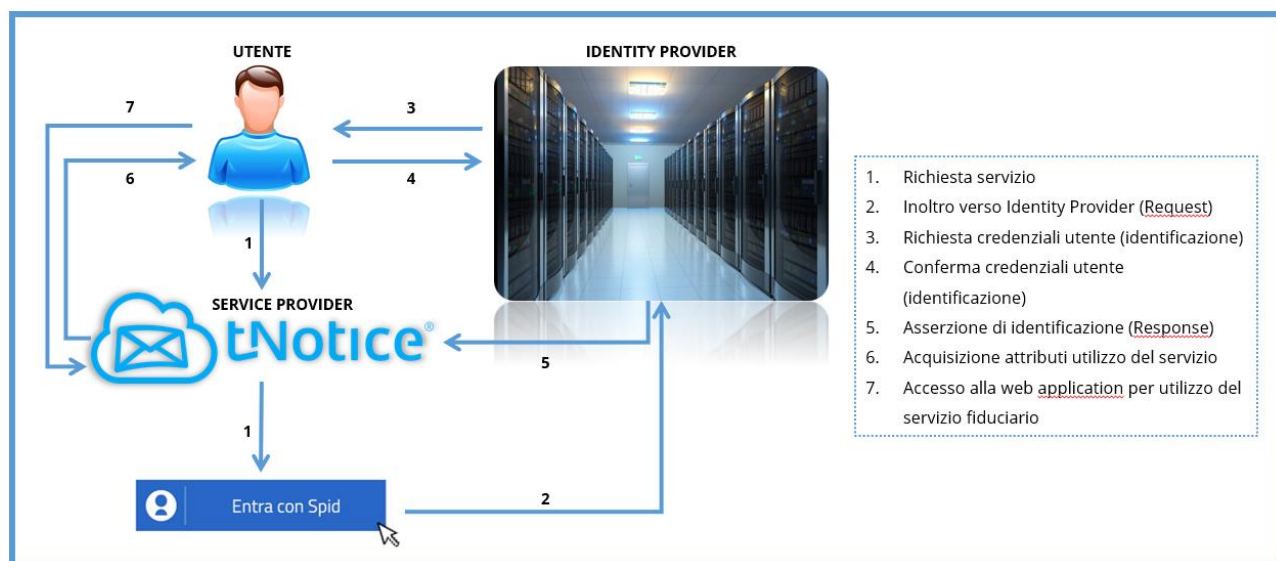 UTENTE
IDENTITY PROVIDER
7
3
6
4
1
SERVICE PROVIDER
tNotice®
5
1
Entra con Spid
2
1. Richiesta servizio
2. Inoltro verso Identity Provider (Request)
3. Richiesta credenziali utente (identificazione)
4. Conferma credenziali utente
(identificazione)
5. Asserzione di identificazione (Response)
6. Acquisizione attributi utilizzo del servizio
7. Accesso alla web application per utilizzo del
servizio fiduciario